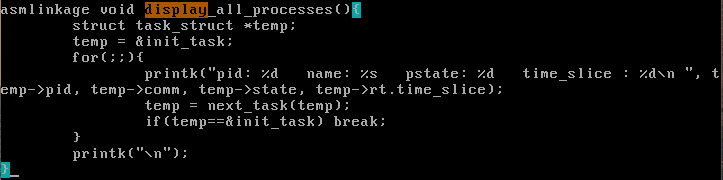 asmlinkage void display_all_processes(){
        struct task_struct *temp;
        temp = &init_task;
        for(;;){
                printk("pid: %d   name: %s   pstate: %d   time_slice : %d\n ", t
emp->pid, temp->comm, temp->state, temp->rt.time_slice);
                temp = next_task(temp);
                if(temp==&init_task) break;
        }
        printk("\n");
}